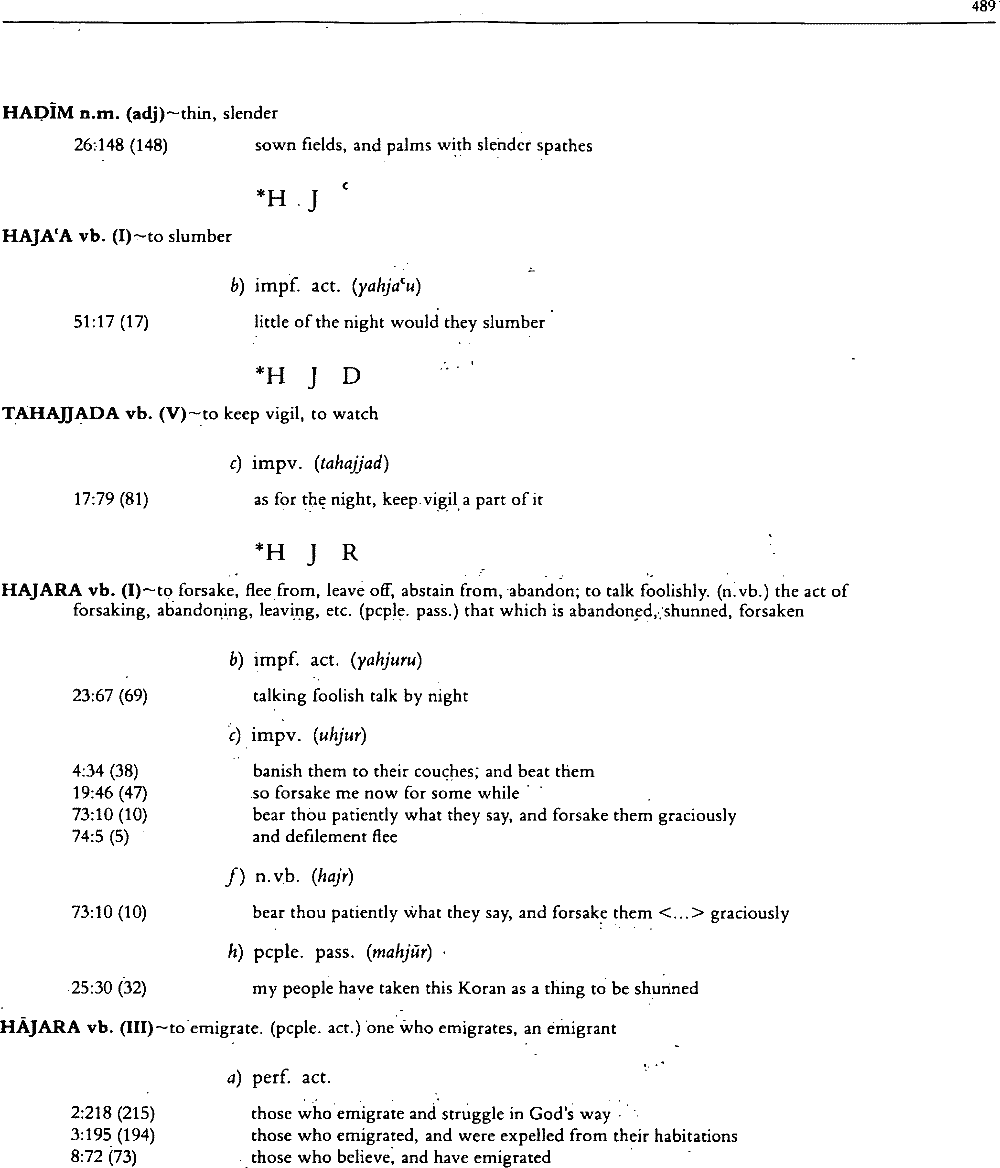 489
HAḌĪM n.m. (adj)~thin, slender
26:148 (148) sown fields, and palms with slender spathes
*H J ʿ
HAJAʿA vb. (I)~to slumber
b) impf. act. (yahjaʿu)
51:17 (17) little of the night would they slumber
*H J D
TAHAJJADA vb. (V)~to keep vigil, to watch
c) impv. (tahajjad)
17:79 (81) as for the night, keep vigil a part of it
*H J R
HAJARA vb. (I)~to forsake, flee from, leave off, abstain from, abandon; to talk foolishly. (n.vb.) the act of
forsaking, abandoning, leaving, etc. (pcple. pass.) that which is abandoned, shunned, forsaken
b) impf. act. (yahjuru)
23:67 (69) talking foolish talk by night
c) impv. (uhjur)
4:34 (38) banish them to their couches; and beat them
19:46 (47) so forsake me now for some while
73:10 (10) bear thou patiently what they say, and forsake them graciously
74:5 (5) and defilement flee
f) n.vb. (hajr)
73:10 (10) bear thou patiently what they say, and forsake them <...> graciously
h) pcple. pass. (mahjūr)
25:30 (32) my people have taken this Koran as a thing to be shunned
HĀJARA vb. (III)~to emigrate. (pcple. act.) one who emigrates, an emigrant
a) perf. act.
2:218 (215) those who emigrate and struggle in God's way
3:195 (194) those who emigrated, and were expelled from their habitations
8:72 (73) those who believe, and have emigrated